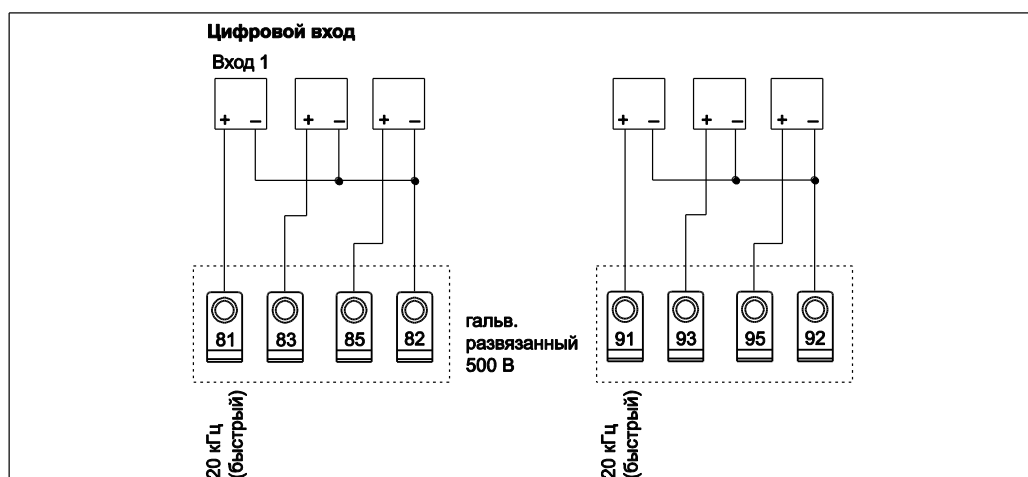 Цифровой вход
Вход 1
+ – + – + –
+ – + – + –
81 83 85 82
гальв.
развязанный
500 В
91 93 95 92
20 кГц
(быстрый)
20 кГц
(быстрый)